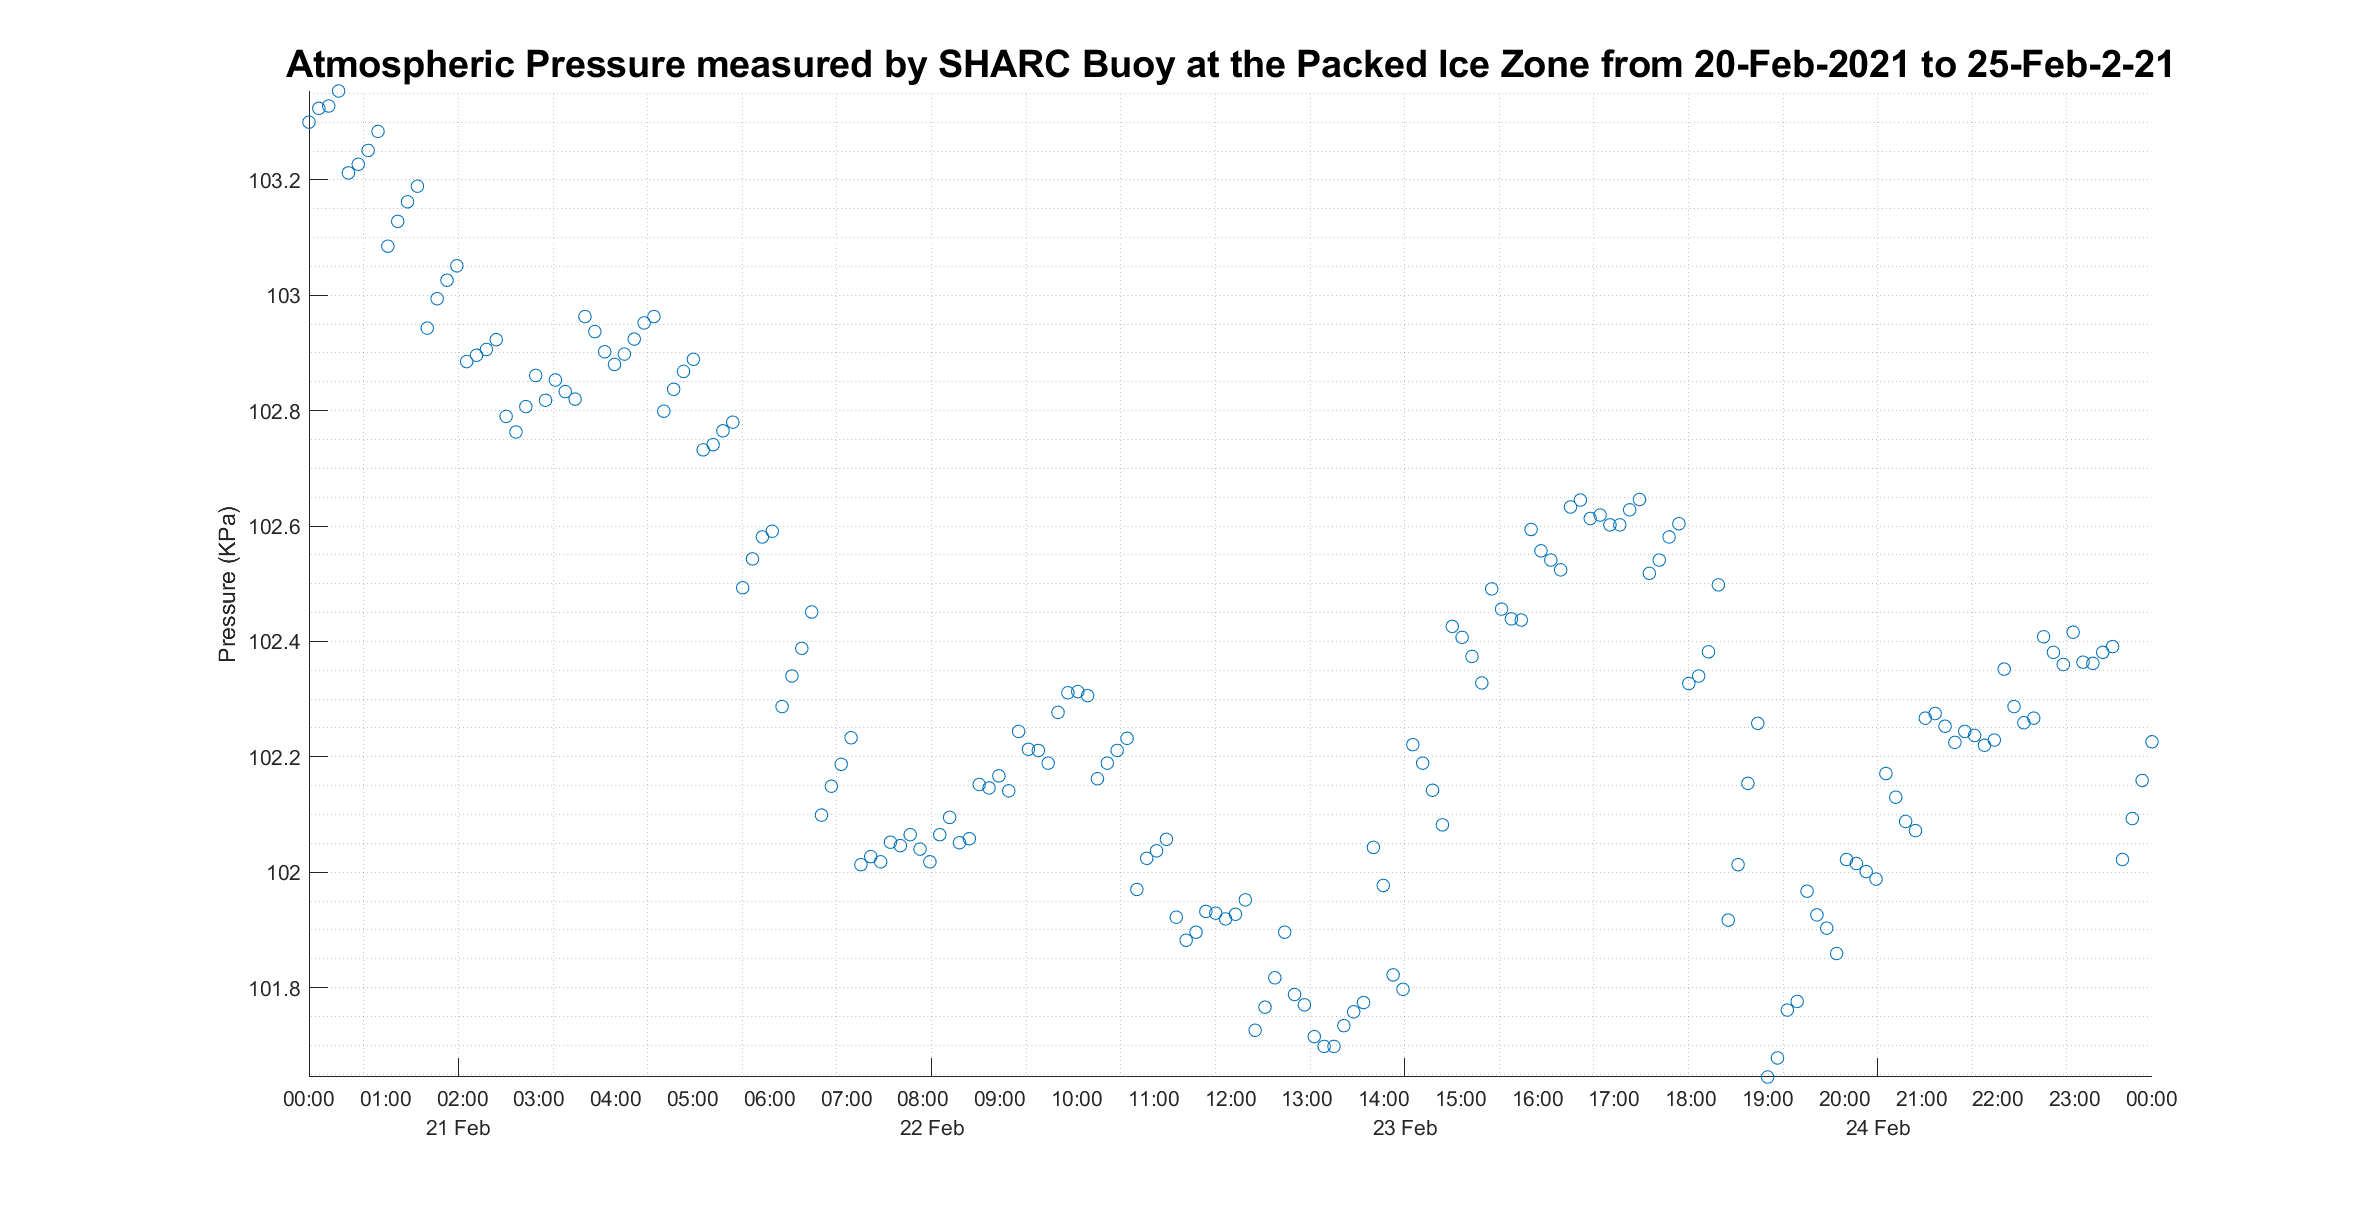 Atmospheric Pressure measured by SHARC Buoy at the Packed Ice Zone from 20-Feb-2021 to 25-Feb-2-21
103.2
103
102.8
102.6
102.4
102.2
102
101.8
Pressure (KPa)
00:00 01:00 02:00 03:00 04:00 05:00 06:00 07:00 08:00 09:00 10:00 11:00 12:00 13:00 14:00 15:00 16:00 17:00 18:00 19:00 20:00 21:00 22:00 23:00 00:00
21 Feb 22 Feb 23 Feb 24 Feb